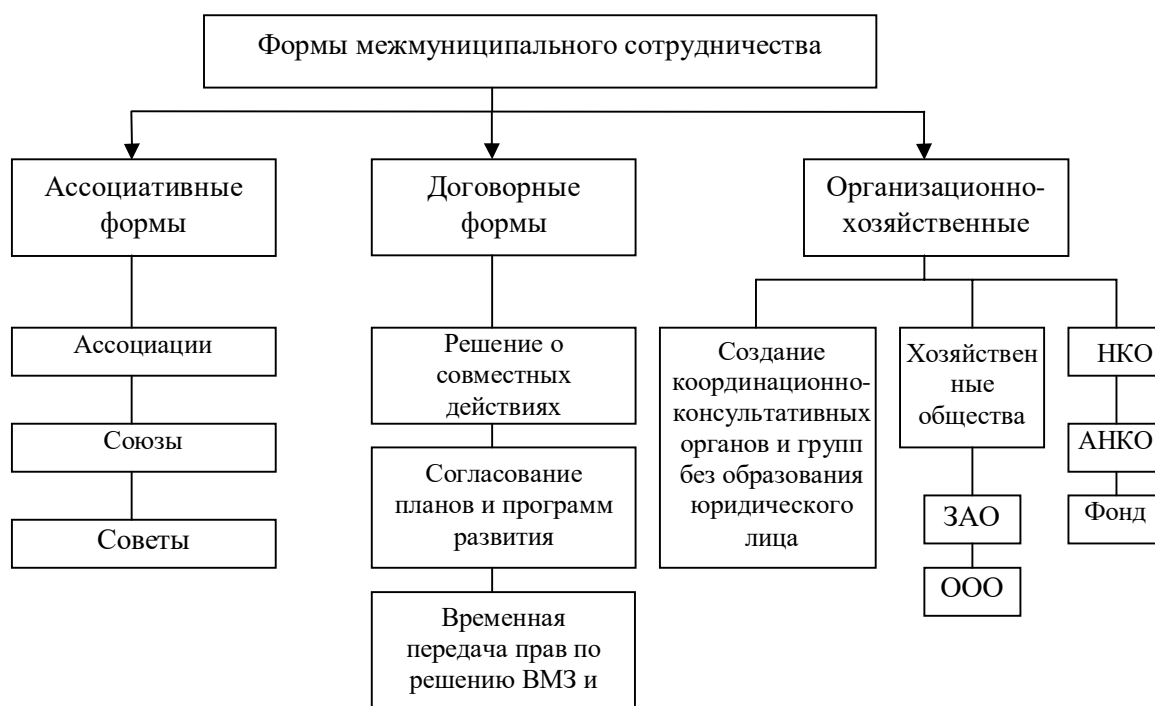 Формы межмуниципального сотрудничества
Ассоциативные
формы
Договорные
формы
Организационно-
хозяйственные
Ассоциации
Союзы
Советы
Решение о
совместных
действиях
Согласование
планов и программ
развития
Временная
передача прав по
решению ВМЗ и
Создание
координационно-
консультативных
органов и групп
без образования
юридического
лица
Хозяйствен
ные
общества
ЗАО
ООО
НКО
АНКО
Фонд